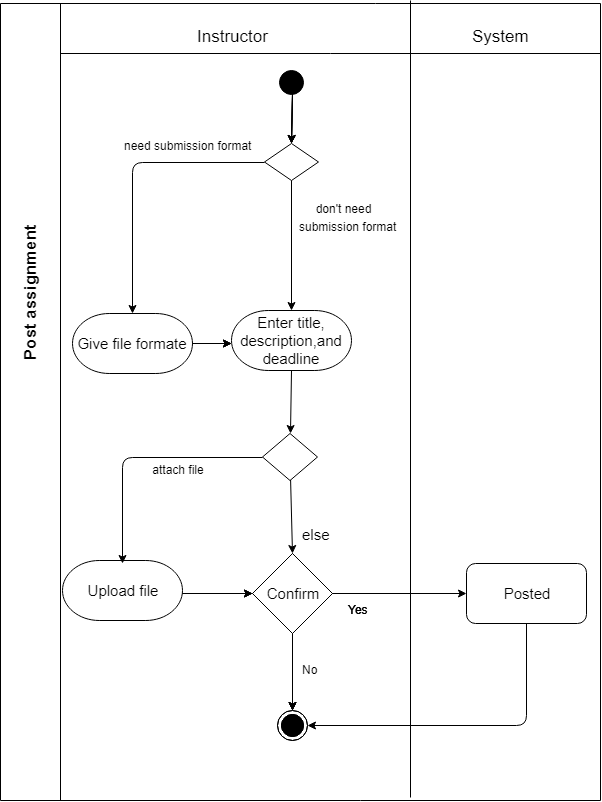 Instructor
System
Post assignment
need submission format
don't need
submission format
Give file formate
Enter title,
description,and
deadline
attach file
else
Upload file
Confirm
Yes
Posted
No